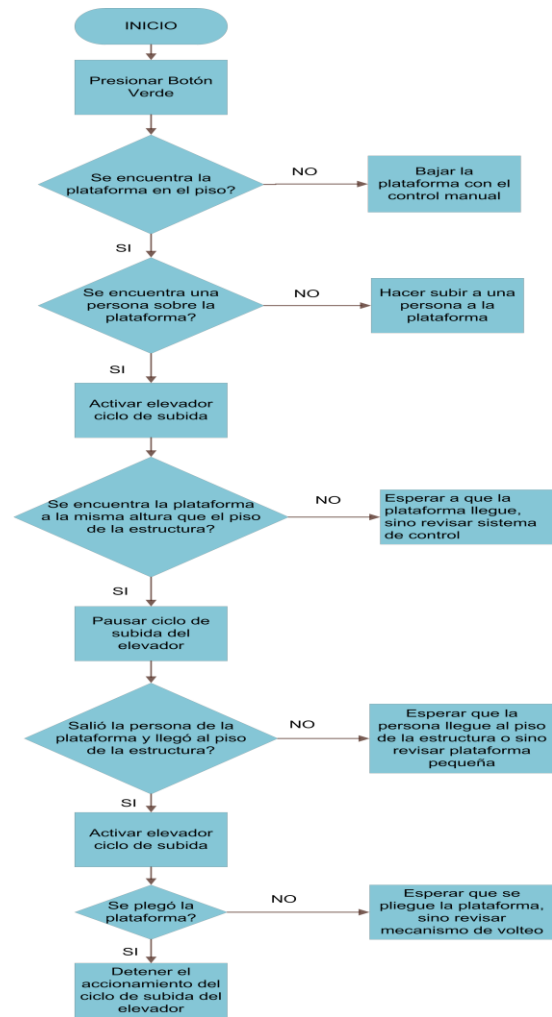 INICIO
Presionar Botón
Verde
Se encuentra la
plataforma en el piso?
NO
Bajar la
plataforma con el
control manual
SI
Se encuentra una
persona sobre la
plataforma?
NO
Hacer subir a una
persona a la
plataforma
SI
Activar elevador
ciclo de subida
Se encuentra la plataforma
a la misma altura que el piso
de la estructura?
NO
Esperar a que la
plataforma llegue,
sino revisar sistema
de control
SI
Pausar ciclo de
subida del
elevador
Salió la persona de la
plataforma y llegó al piso
de la estructura?
NO
Esperar que la
persona llegue al piso
de la estructura o sino
revisar plataforma
pequeña
SI
Activar elevador
ciclo de subida
Se plegó la
plataforma?
NO
Esperar que se
pliegue la plataforma,
sino revisar
mecanismo de volteo
SI
Detener el
accionamiento del
ciclo de subida del
elevador